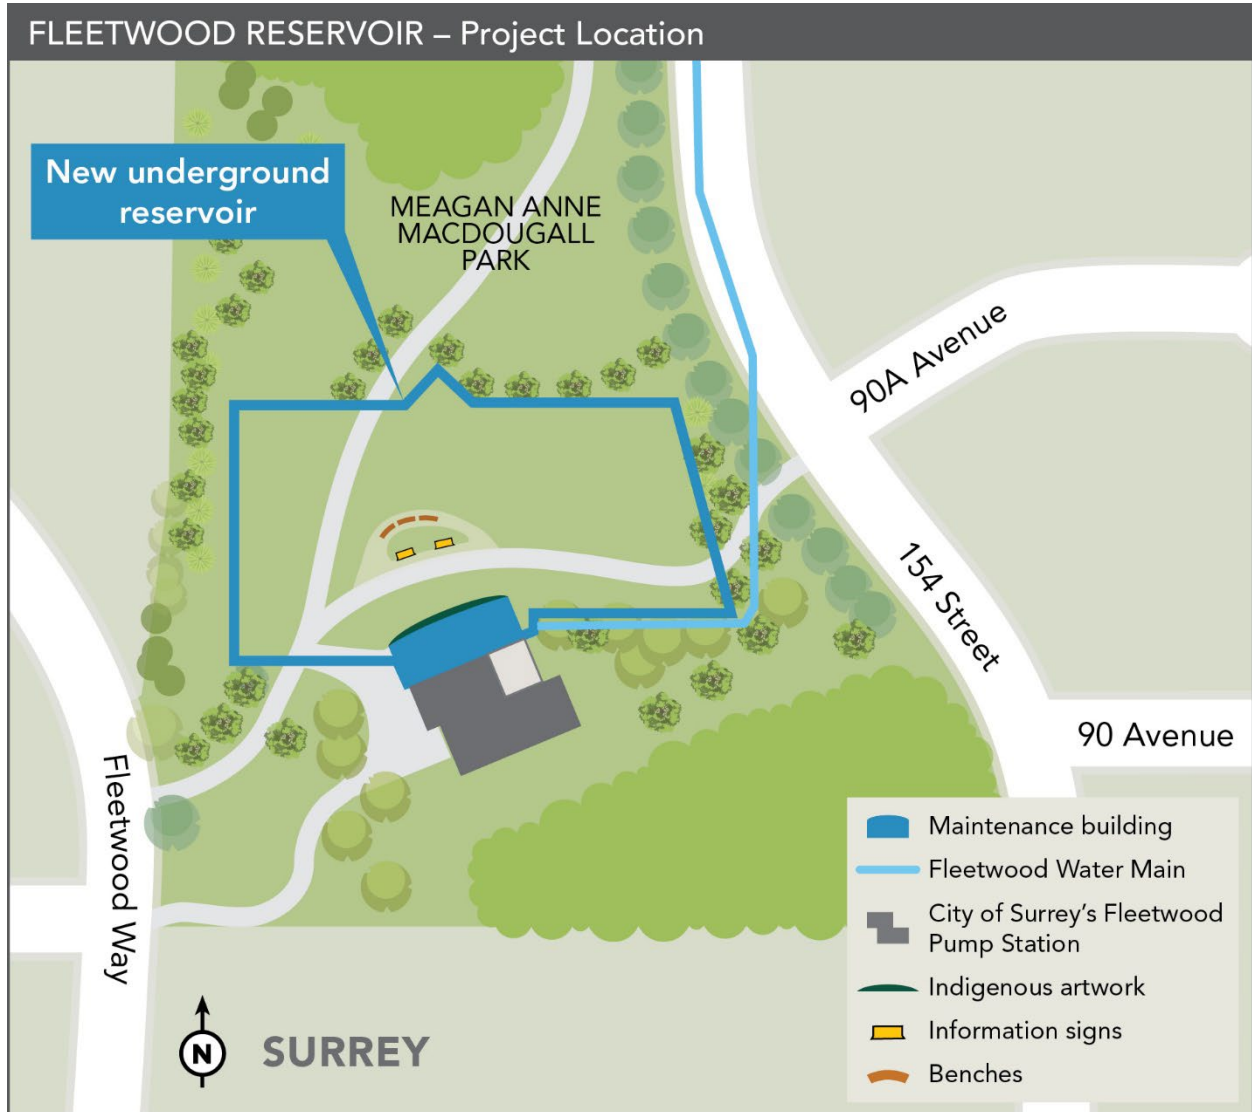 FLEETWOOD RESERVOIR – Project Location
New underground
reservoir
MEAGAN ANNE
MACDOUGALL
PARK
90A Avenue
154 Street
90 Avenue
Fleetwood Way
Maintenance building
Fleetwood Water Main
City of Surrey’s Fleetwood
Pump Station
Indigenous artwork
Information signs
Benches
N
SURREY